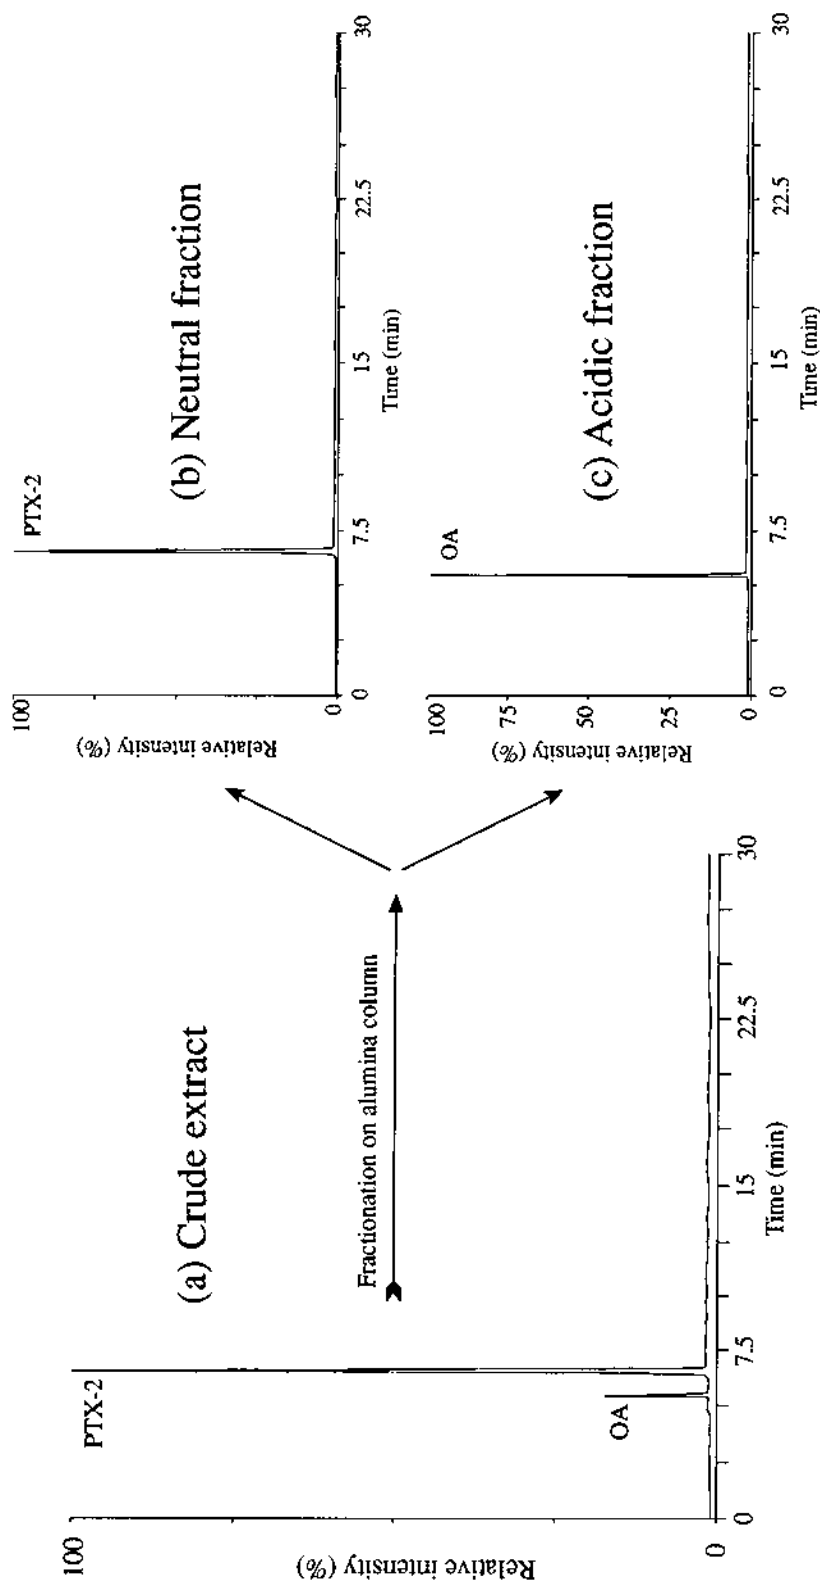 (a) Crude extract
100
0
Relative intensity (%)
PTX-2
OA
0
7.5
15
22.5
30
Time (min)
Fractionation on alumina column
(b) Neutral fraction
100
0
Relative intensity (%)
PTX-2
0
7.5
15
22.5
30
Time (min)
(c) Acidic fraction
100
75
50
25
0
Relative intensity (%)
OA
0
7.5
15
22.5
30
Time (min)